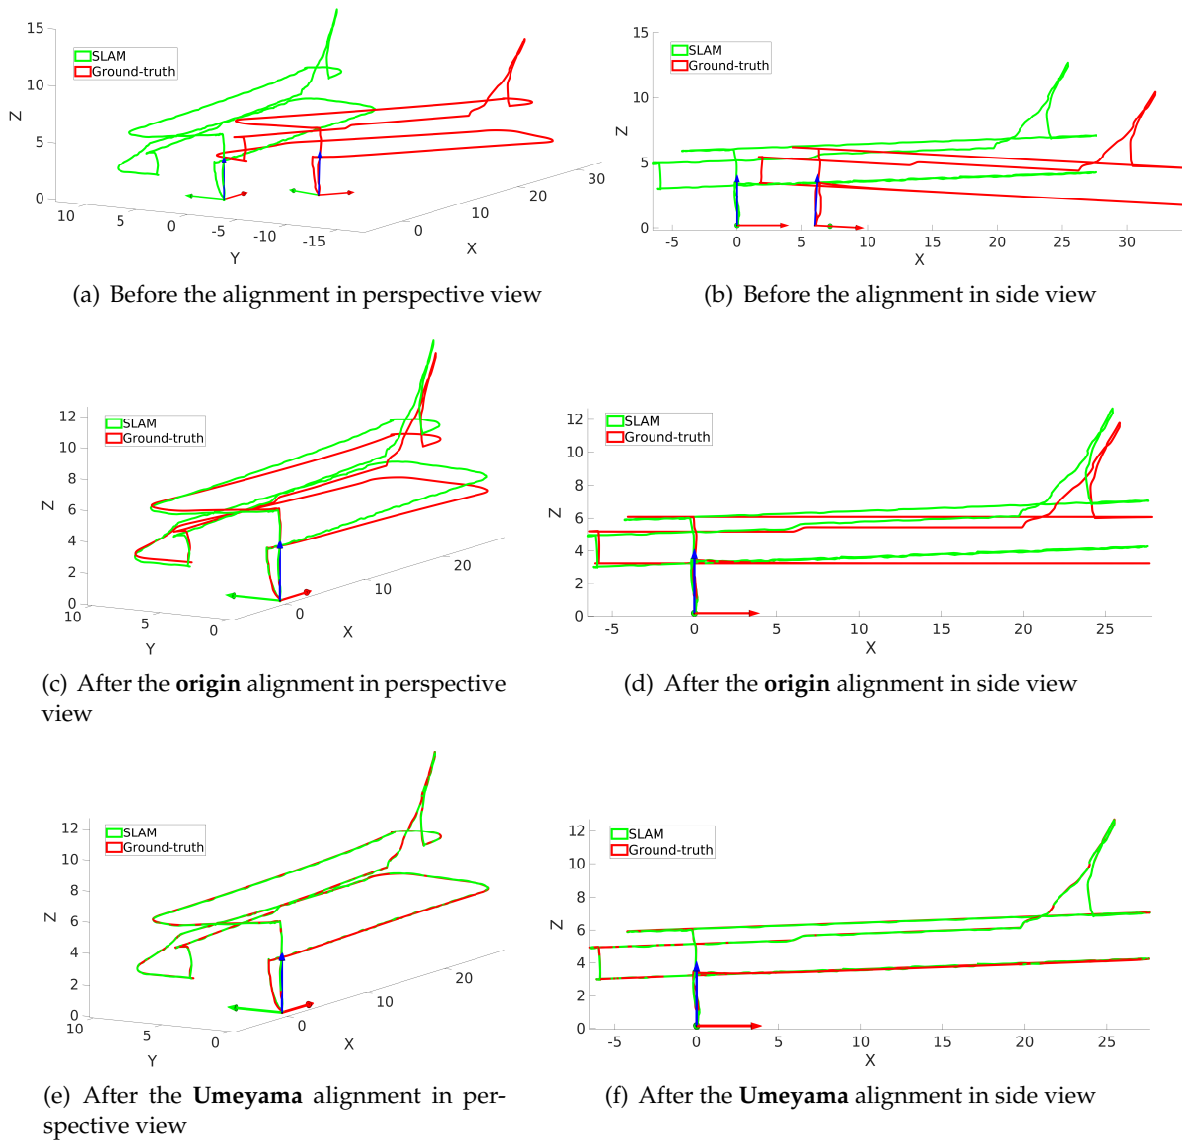 15
10
5
0
Z
SLAM
Ground-truth
10
5
0
-5
-10
-15
Y
0
10
20
30
X
(a) Before the alignment in perspective view
15
10
5
0
Z
SLAM
Ground-truth
-5
0
5
10
15
20
25
30
X
(b) Before the alignment in side view
12
10
8
6
4
2
0
Z
SLAM
Ground-truth
10
5
0
Y
0
10
20
X
(c) After the origin alignment in perspective
view
12
10
8
6
4
2
0
Z
SLAM
Ground-truth
-5
0
5
10
15
20
25
X
(d) After the origin alignment in side view
12
10
8
6
4
2
0
Z
SLAM
Ground-truth
10
5
0
Y
0
10
20
X
(e) After the Umeyama alignment in per-
spective view
12
10
8
6
4
2
0
Z
SLAM
Ground-truth
-5
0
5
10
15
20
25
X
(f) After the Umeyama alignment in side view